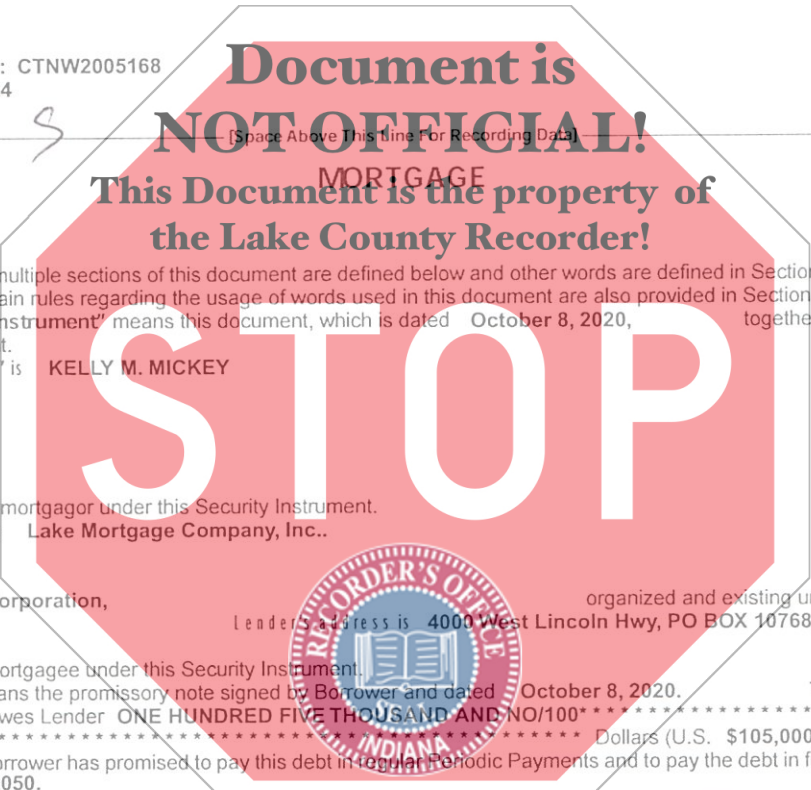 : CTNW2005168
Document is
4
S
NOT OFFICIAL!
[Space Above This Line For Recording Data]
MORTGAGE
This Document is the property of
the Lake County Recorder!
multiple sections of this document are defined below and other words are defined in Section
ain rules regarding the usage of words used in this document are also provided in Section
nstrument" means this document, which is dated October 8, 2020, togethe
t.
" is KELLY M. MICKEY
STOP
mortgagor under this Security Instrument.
Lake Mortgage Company, Inc..
orporation, organized and existing u
Lender's address is 4000 West Lincoln Hwy, PO BOX 10768
RECORDER'S OFFICE
SEAL
INDIANA
ortgagee under this Security Instrument.
ans the promissory note signed by Borrower and dated October 8, 2020.
wes Lender ONE HUNDRED FIVE THOUSAND AND NO/100* * * * * * * * * * * * * * *
* * * * * * * * * * * * * * * * * * * * * * * * * * * * * * * * * * * * * * Dollars (U.S. $105,000
orrower has promised to pay this debt in regular Periodic Payments and to pay the debt in f
050.